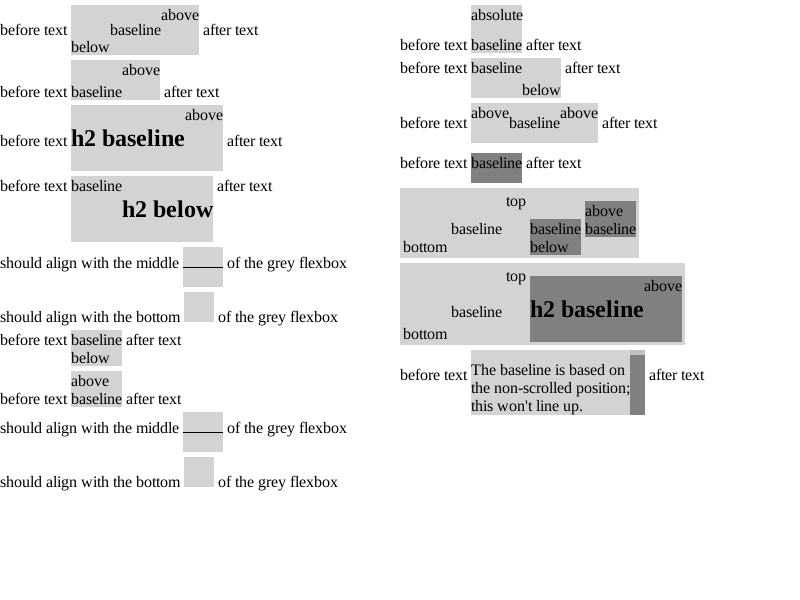 above
before text baseline after text
below
above
before text baseline after text
above
before text h2 baseline after text
before text baseline after text
h2 below
should align with the middle of the grey flexbox
should align with the bottom of the grey flexbox
before text baseline after text
below
above
before text baseline after text
should align with the middle of the grey flexbox
should align with the bottom of the grey flexbox
absolute
before text baseline after text
before text baseline after text
below
above above
before text baseline after text
before text baseline after text
top
above
baseline baseline baseline
bottom below
top
above
baseline h2 baseline
bottom
before text The baseline is based on after text
the non-scrolled position;
this won't line up.